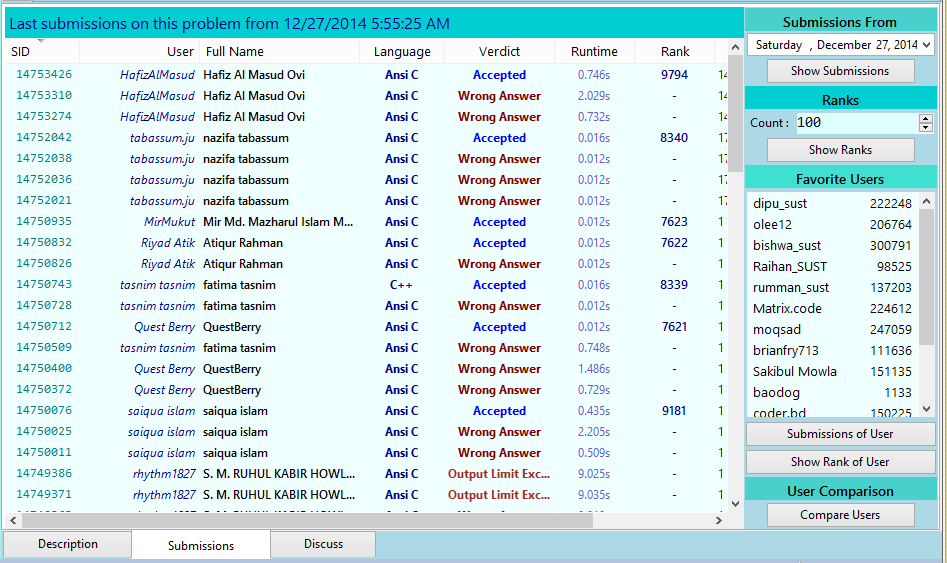 Last submissions on this problem from 12/27/2014 5:55:25 AM
SID User Full Name Language Verdict Runtime Rank
14753426 HafizAlMasud Hafiz Al Masud Ovi Ansi C Accepted 0.746s 9794 14
14753310 HafizAlMasud Hafiz Al Masud Ovi Ansi C Wrong Answer 2.029s - 14
14753274 HafizAlMasud Hafiz Al Masud Ovi Ansi C Wrong Answer 0.732s - 14
14752042 tabassum.ju nazifa tabassum Ansi C Accepted 0.016s 8340 17
14752038 tabassum.ju nazifa tabassum Ansi C Wrong Answer 0.012s - 17
14752036 tabassum.ju nazifa tabassum Ansi C Wrong Answer 0.012s - 17
14752021 tabassum.ju nazifa tabassum Ansi C Wrong Answer 0.012s - 17
14750935 MirMukut Mir Md. Mazharul Islam M... Ansi C Accepted 0.012s 7623 1
14750832 Riyad Atik Atiqur Rahman Ansi C Accepted 0.012s 7622 1
14750826 Riyad Atik Atiqur Rahman Ansi C Wrong Answer 0.012s - 1
14750743 tasnim tasnim fatima tasnim C++ Accepted 0.016s 8339 1
14750728 tasnim tasnim fatima tasnim Ansi C Wrong Answer 0.012s - 1
14750712 Quest Berry QuestBerry Ansi C Accepted 0.012s 7621 1
14750509 tasnim tasnim fatima tasnim Ansi C Wrong Answer 0.748s - 1
14750400 Quest Berry QuestBerry Ansi C Wrong Answer 1.486s - 1
14750372 Quest Berry QuestBerry Ansi C Wrong Answer 0.729s - 1
14750076 saiqua islam saiqua islam Ansi C Accepted 0.435s 9181 1
14750025 saiqua islam saiqua islam Ansi C Wrong Answer 2.205s - 1
14750011 saiqua islam saiqua islam Ansi C Wrong Answer 0.509s - 1
14749386 rhythm1827 S. M. RUHUL KABIR HOWL... Ansi C Output Limit Exc... 9.025s - 1
14749371 rhythm1827 S. M. RUHUL KABIR HOWL... Ansi C Output Limit Exc... 9.035s - 1
Description Submissions Discuss
Submissions From
Saturday , December 27, 2014
Show Submissions
Ranks
Count : 100
Show Ranks
Favorite Users
dipu_sust 222248
olee12 206764
bishwa_sust 300791
Raihan_SUST 98525
rumman_sust 137203
Matrix.code 224612
moqsad 247059
brianfry713 111636
Sakibul Mowla 151135
baodog 1133
coder.bd 150225
Submissions of User
Show Rank of User
User Comparison
Compare Users